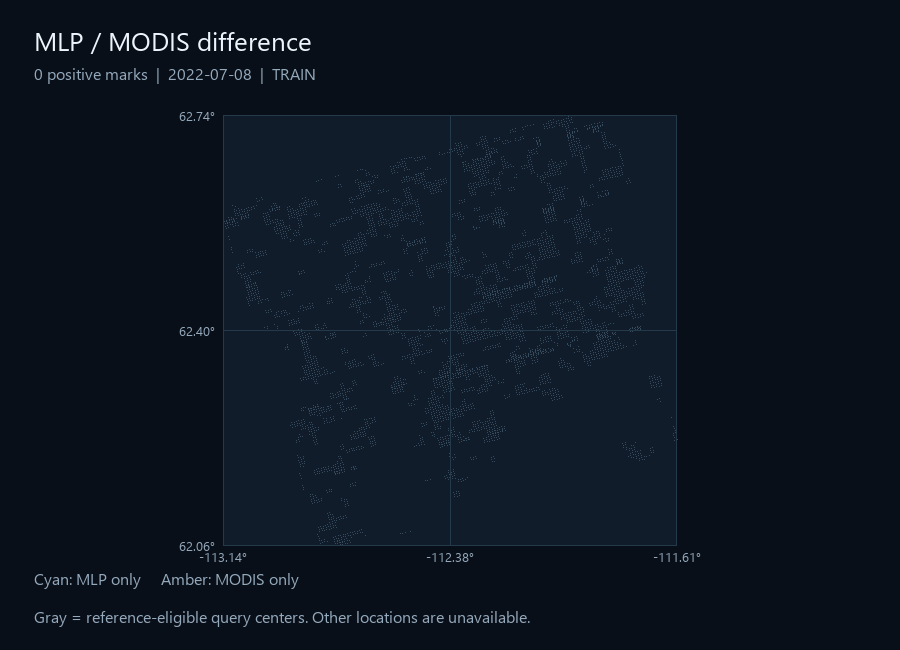 MLP / MODIS difference
0 positive marks | 2022-07-08 | TRAIN
62.74°
62.40°
62.06°
-113.14° -112.38° -111.61°
Cyan: MLP only Amber: MODIS only
Gray = reference-eligible query centers. Other locations are unavailable.